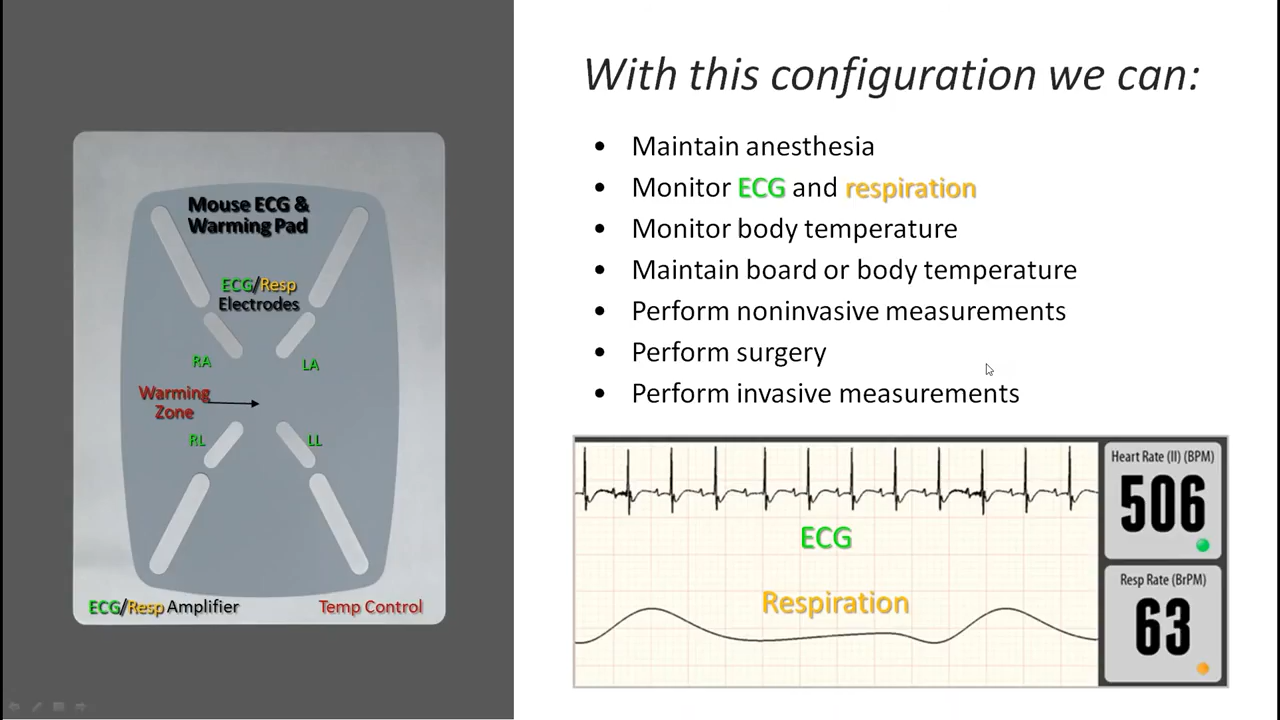 With this configuration we can:
• Maintain anesthesia
• Monitor ECG and respiration
• Monitor body temperature
• Maintain board or body temperature
• Perform noninvasive measurements
• Perform surgery
• Perform invasive measurements
Mouse ECG &
Warming Pad
ECG/Resp
Electrodes
RA
LA
Warming
Zone
RL
LL
ECG/Resp Amplifier
Temp Control
ECG
Respiration
Heart Rate (II) (BPM)
506
Resp Rate (BrPM)
63